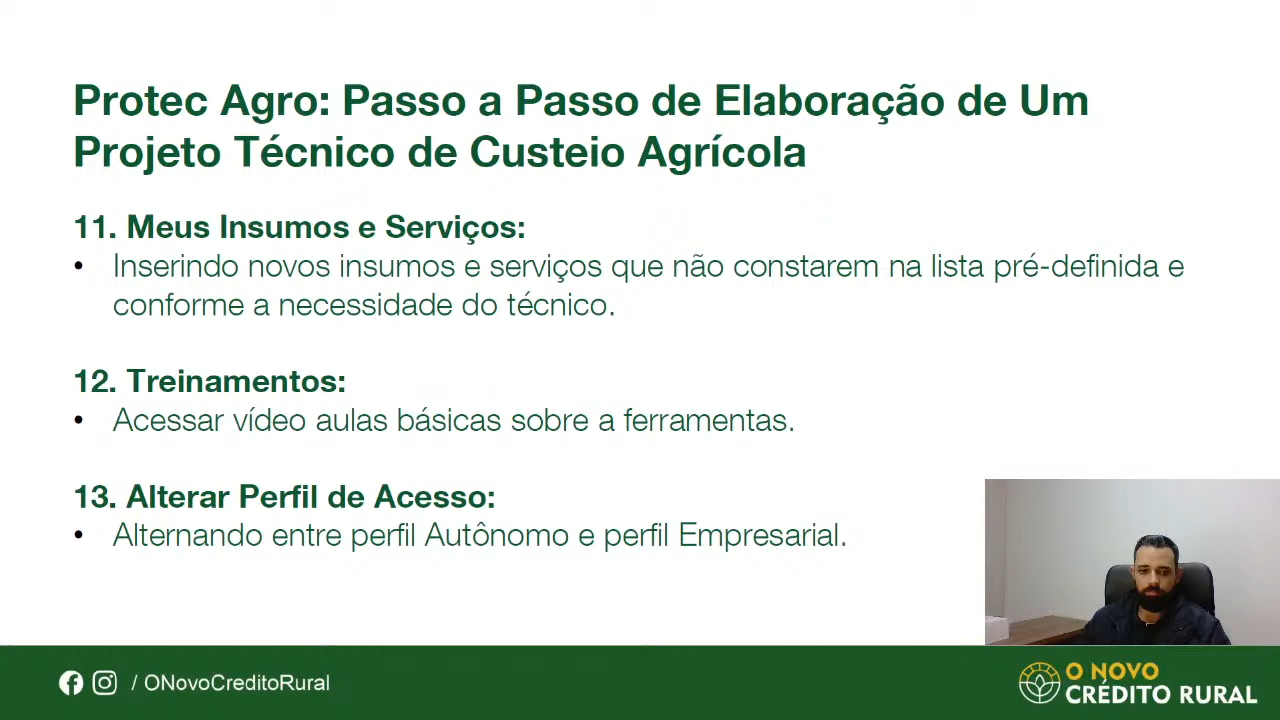 Protec Agro: Passo a Passo de Elaboração de Um
Projeto Técnico de Custeio Agrícola
11. Meus Insumos e Serviços:
• Inserindo novos insumos e serviços que não constarem na lista pré-definida e
conforme a necessidade do técnico.
12. Treinamentos:
• Acessar vídeo aulas básicas sobre a ferramentas.
13. Alterar Perfil de Acesso:
• Alternando entre perfil Autônomo e perfil Empresarial.
/ ONovoCreditoRural
O NOVO
CRÉDITO RURAL